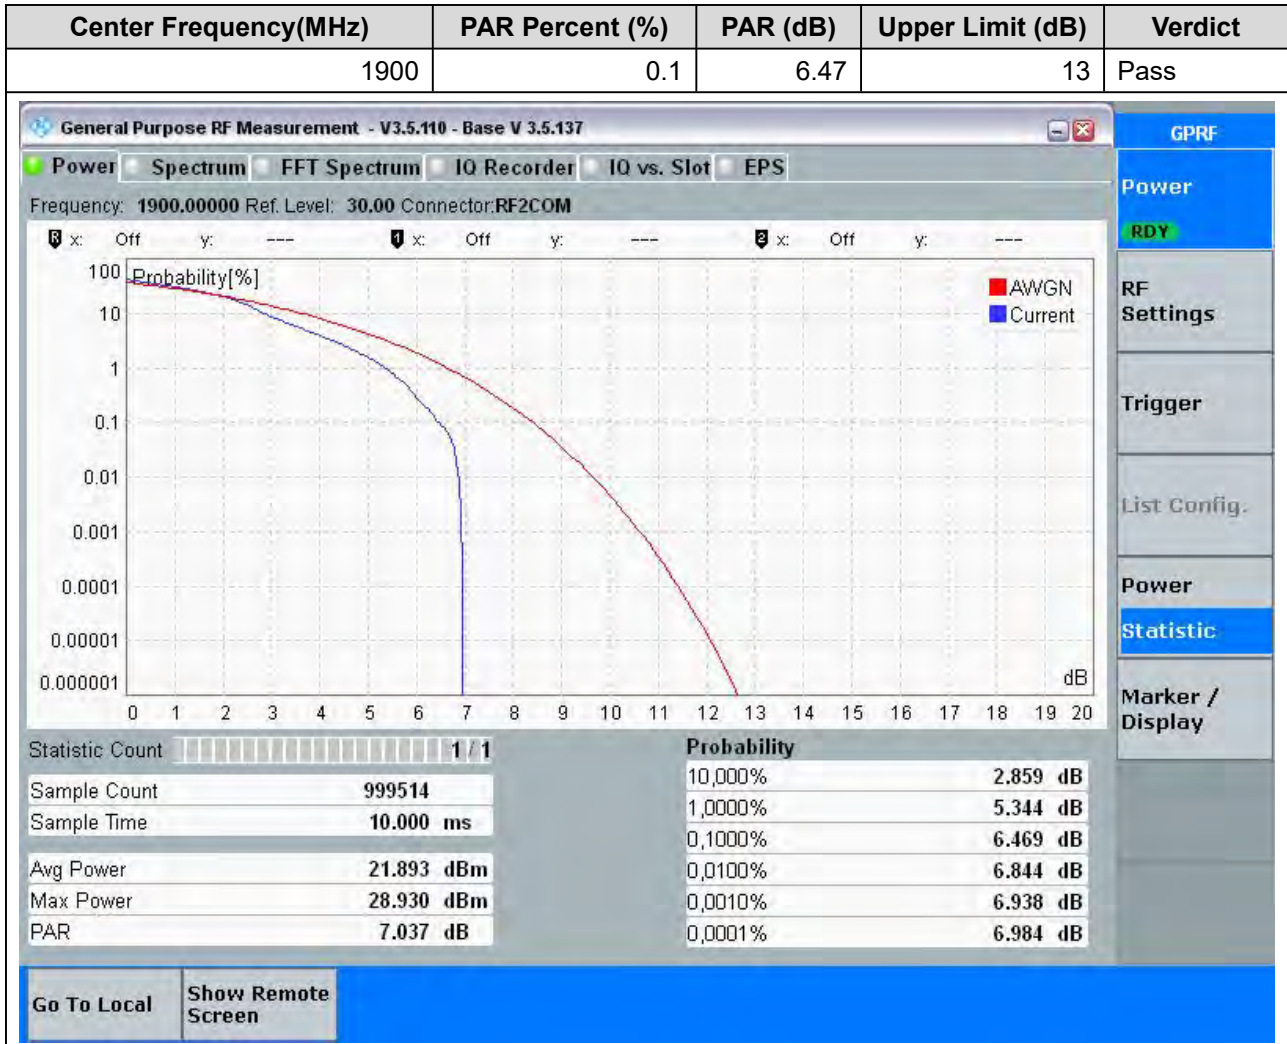 Center Frequency(MHz) PAR Percent (%) PAR (dB) Upper Limit (dB) Verdict
1900 0.1 6.47 13 Pass
General Purpose RF Measurement - V3.5.110 - Base V 3.5.137
GPRF
Power Spectrum FFT Spectrum IQ Recorder IQ vs. Slot EPS
Frequency: 1900.00000 Ref. Level: 30.00 Connector:RF2COM
R x: Off y: --- 1 x: Off y: --- 2 x: Off y: ---
Probability[%]
AWGN
Current
100
10
1
0.1
0.01
0.001
0.0001
0.00001
0.000001
dB
0 1 2 3 4 5 6 7 8 9 10 11 12 13 14 15 16 17 18 19 20
Statistic Count 1 / 1
Sample Count 999514
Sample Time 10.000 ms
Avg Power 21.893 dBm
Max Power 28.930 dBm
PAR 7.037 dB
Probability
10,000% 2.859 dB
1,0000% 5.344 dB
0,1000% 6.469 dB
0,0100% 6.844 dB
0,0010% 6.938 dB
0,0001% 6.984 dB
Power
RDY
RF
Settings
Trigger
List Config.
Power
Statistic
Marker /
Display
Go To Local
Show Remote
Screen